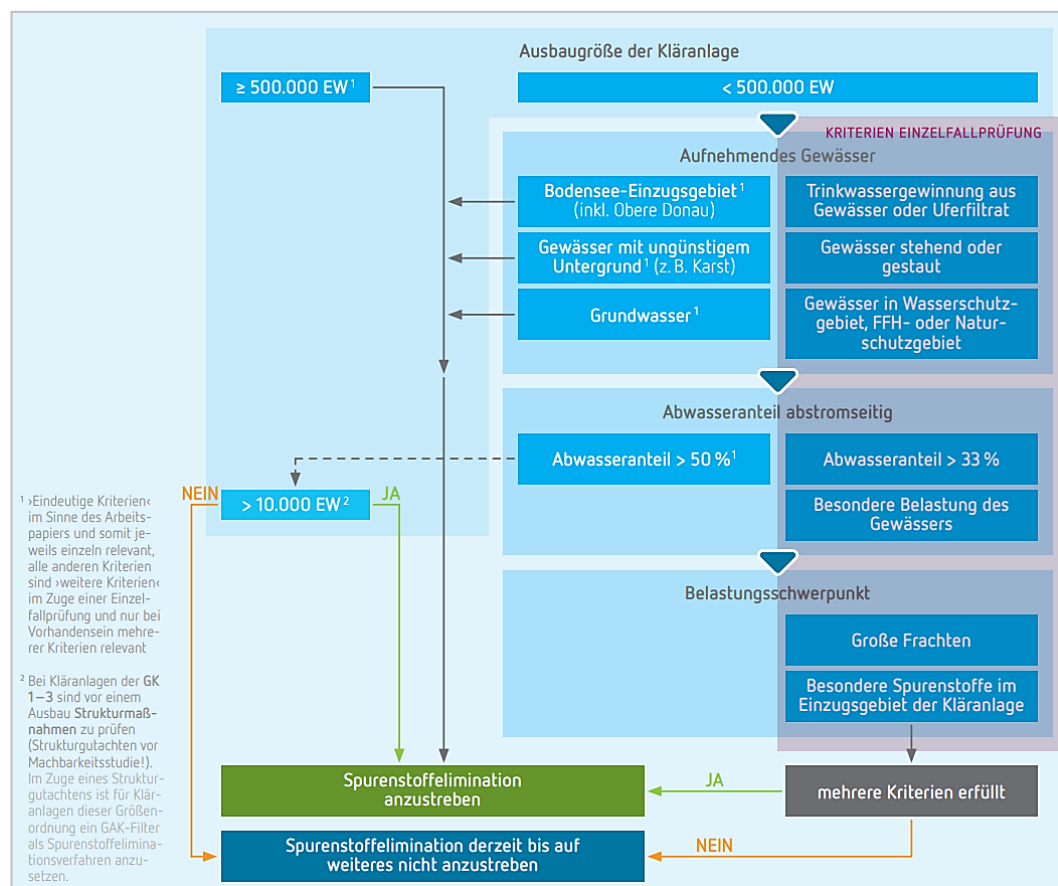 Ausbaugröße der Kläranlage
≥ 500.000 EW¹
< 500.000 EW
KRITERIEN EINZELFALLPRÜFUNG
Aufnehmendes Gewässer
Bodensee-Einzugsgebiet¹
(inkl. Obere Donau)
Trinkwassergewinnung aus
Gewässer oder Uferfiltrat
Gewässer mit ungünstigem
Untergrund¹ (z. B. Karst)
Gewässer stehend oder
gestaut
Grundwasser¹
Gewässer in Wasserschutz-
gebiet, FFH- oder Natur-
schutzgebiet
Abwasseranteil abstromseitig
Abwasseranteil > 50 %¹
Abwasseranteil > 33 %
NEIN
> 10.000 EW²
JA
Besondere Belastung des
Gewässers
Belastungsschwerpunkt
Große Frachten
Besondere Spurenstoffe im
Einzugsgebiet der Kläranlage
Spurenstoffelimination
anzustreben
JA
mehrere Kriterien erfüllt
Spurenstoffelimination derzeit bis auf
weiteres nicht anzustreben
NEIN
¹ ›Eindeutige Kriterien‹
im Sinne des Arbeits-
papiers und somit je-
weils einzeln relevant,
alle anderen Kriterien
sind ›weitere Kriterien‹
im Zuge einer Einzel-
fallprüfung und nur bei
Vorhandensein mehre-
rer Kriterien relevant
² Bei Kläranlagen der GK
1–3 sind vor einem
Ausbau Strukturmaß-
nahmen zu prüfen
(Strukturgutachten vor
Machbarkeitsstudie!).
Im Zuge eines Struktur-
gutachtens ist für Klär-
anlagen dieser Größen-
ordnung ein GAK-Filter
als Spurenstoffelimina-
tionsverfahren anzu-
setzen.